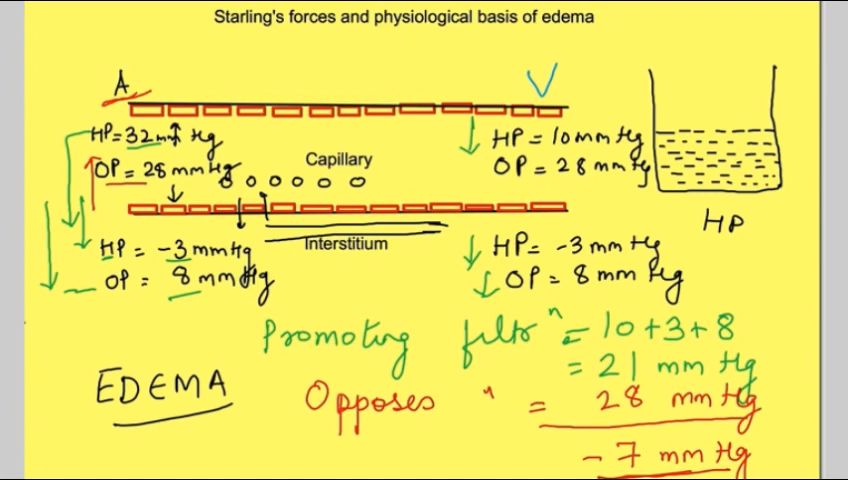 Starling's forces and physiological basis of edema
A
V
HP = 32 mm Hg
OP = 28 mm Hg
Capillary
HP = 10 mm Hg
OP = 28 mm Hg
HP
HP = -3 mm Hg
OP = 8 mm Hg
Interstitium
HP = -3 mm Hg
OP = 8 mm Hg
Promoting filtrⁿ = 10+3+8
= 21 mm Hg
EDEMA
Opposes " = 28 mm Hg
-7 mm Hg